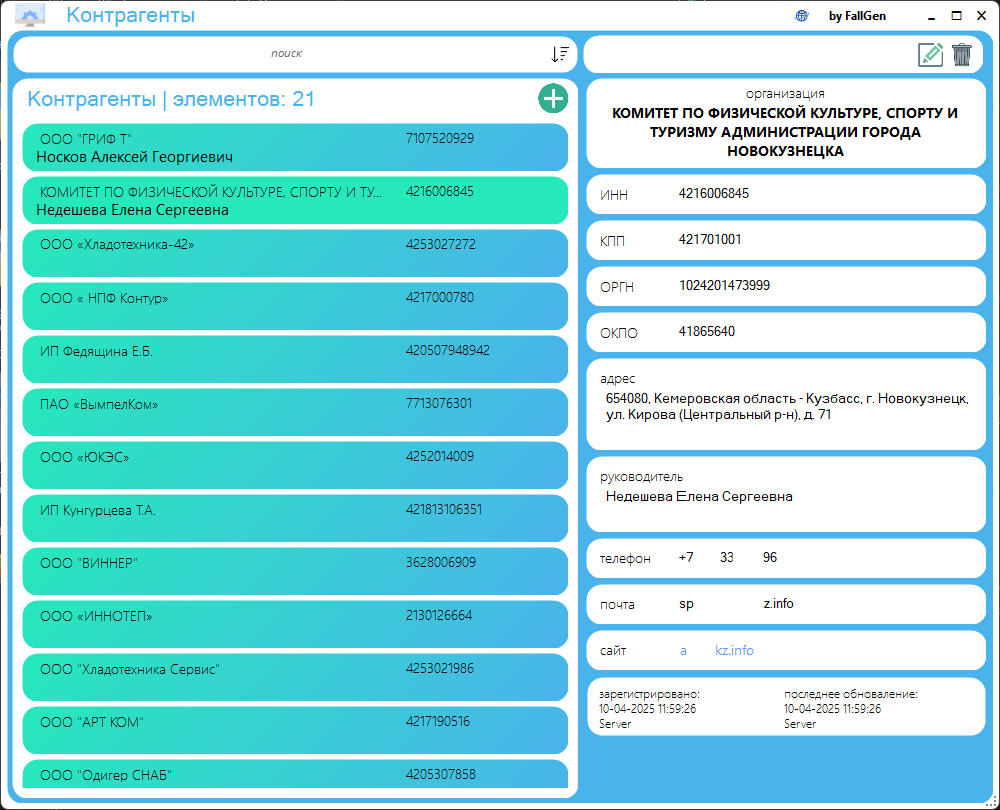 Контрагенты
by FallGen
поиск
Контрагенты | элементов: 21
ООО "ГРИФ Т" 7107520929
Носков Алексей Георгиевич
КОМИТЕТ ПО ФИЗИЧЕСКОЙ КУЛЬТУРЕ, СПОРТУ И ТУ... 4216006845
Недешева Елена Сергеевна
ООО «Хладотехника-42» 4253027272
ООО « НПФ Контур» 4217000780
ИП Федящина Е.Б. 420507948942
ПАО «ВымпелКом» 7713076301
ООО «ЮКЭС» 4252014009
ИП Кунгурцева Т.А. 421813106351
ООО "ВИННЕР" 3628006909
ООО «ИННОТЕП» 2130126664
ООО "Хладотехника Сервис" 4253021986
ООО "АРТ КОМ" 4217190516
ООО "Одигер СНАБ" 4205307858
организация
КОМИТЕТ ПО ФИЗИЧЕСКОЙ КУЛЬТУРЕ, СПОРТУ И
ТУРИЗМУ АДМИНИСТРАЦИИ ГОРОДА
НОВОКУЗНЕЦКА
ИНН 4216006845
КПП 421701001
ОРГН 1024201473999
ОКПО 41865640
адрес
654080, Кемеровская область - Кузбасс, г. Новокузнецк,
ул. Кирова (Центральный р-н), д. 71
руководитель
Недешева Елена Сергеевна
телефон +7 33 96
почта sp z.info
сайт a kz.info
зарегистрировано: последнее обновление:
10-04-2025 11:59:26 10-04-2025 11:59:26
Server Server